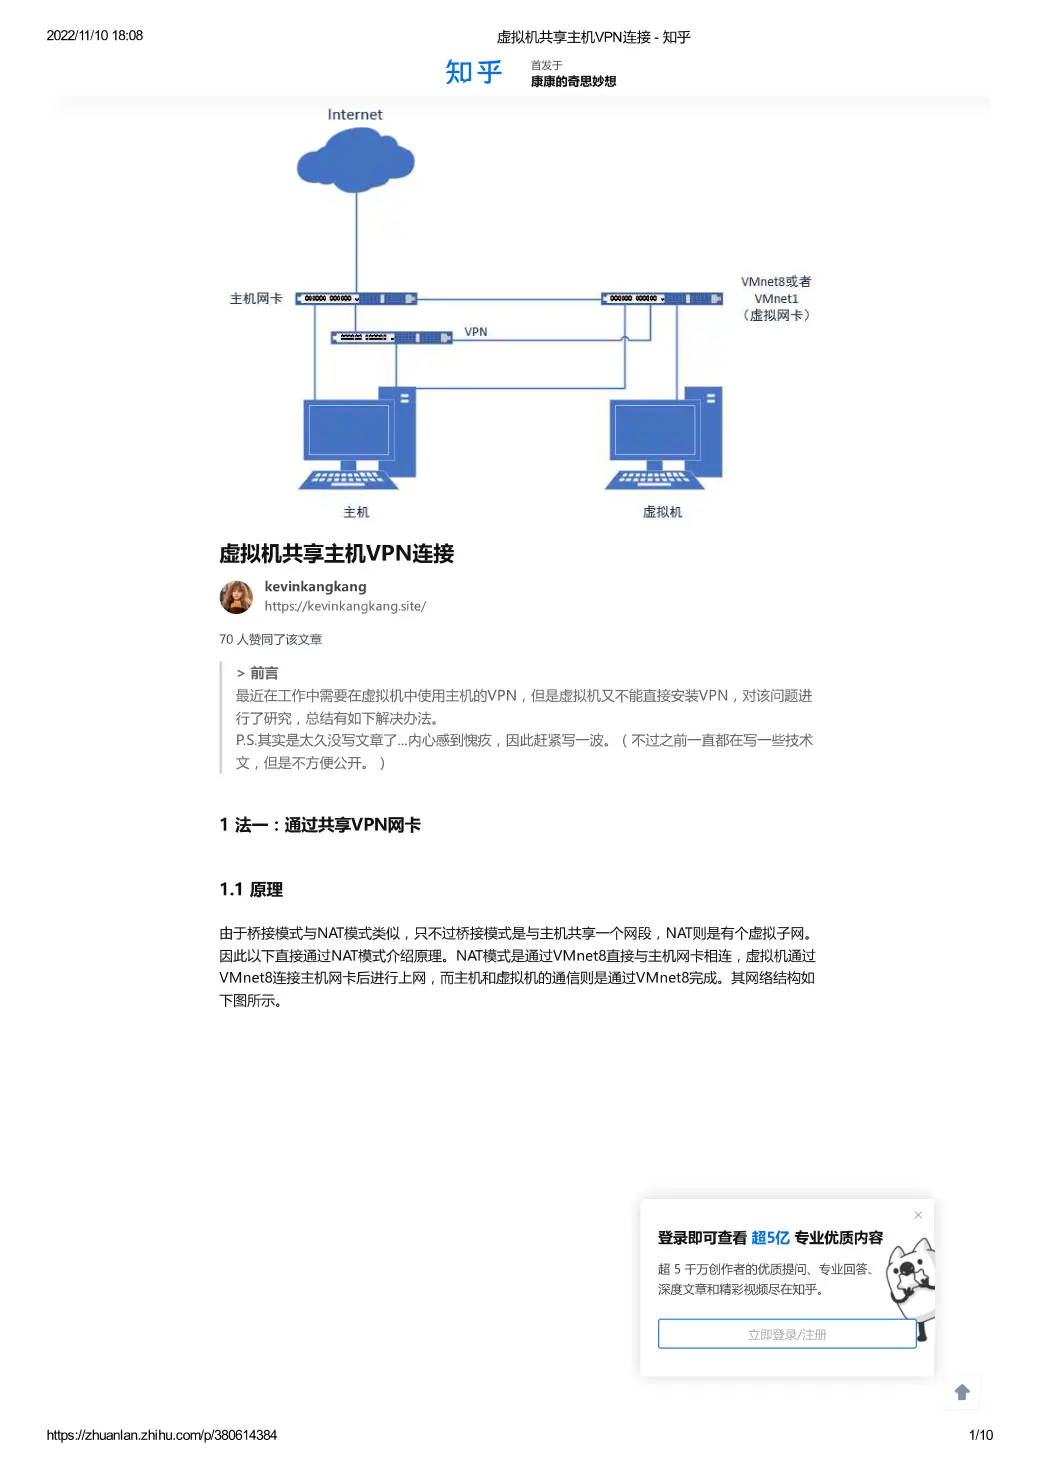 2022/11/10 18:08
虚拟机共享主机VPN连接 - 知乎
知乎
首发于
康康的奇思妙想
Internet
主机网卡
VMnet8或者
VMnet1
（虚拟网卡）
VPN
主机
虚拟机
虚拟机共享主机VPN连接
kevinkangkang
https://kevinkangkang.site/
70 人赞同了该文章
> 前言
最近在工作中需要在虚拟机中使用主机的VPN，但是虚拟机又不能直接安装VPN，对该问题进
行了研究，总结有如下解决办法。
P.S.其实是太久没写文章了...内心感到愧疚，因此赶紧写一波。（不过之前一直都在写一些技术
文，但是不方便公开。）
1 法一：通过共享VPN网卡
1.1 原理
由于桥接模式与NAT模式类似，只不过桥接模式是与主机共享一个网段，NAT则是有个虚拟子网。
因此以下直接通过NAT模式介绍原理。NAT模式是通过VMnet8直接与主机网卡相连，虚拟机通过
VMnet8连接主机网卡后进行上网，而主机和虚拟机的通信则是通过VMnet8完成。其网络结构如
下图所示。
登录即可查看 超5亿 专业优质内容
超 5 千万创作者的优质提问、专业回答、
深度文章和精彩视频尽在知乎。
立即登录/注册
https://zhuanlan.zhihu.com/p/380614384
1/10